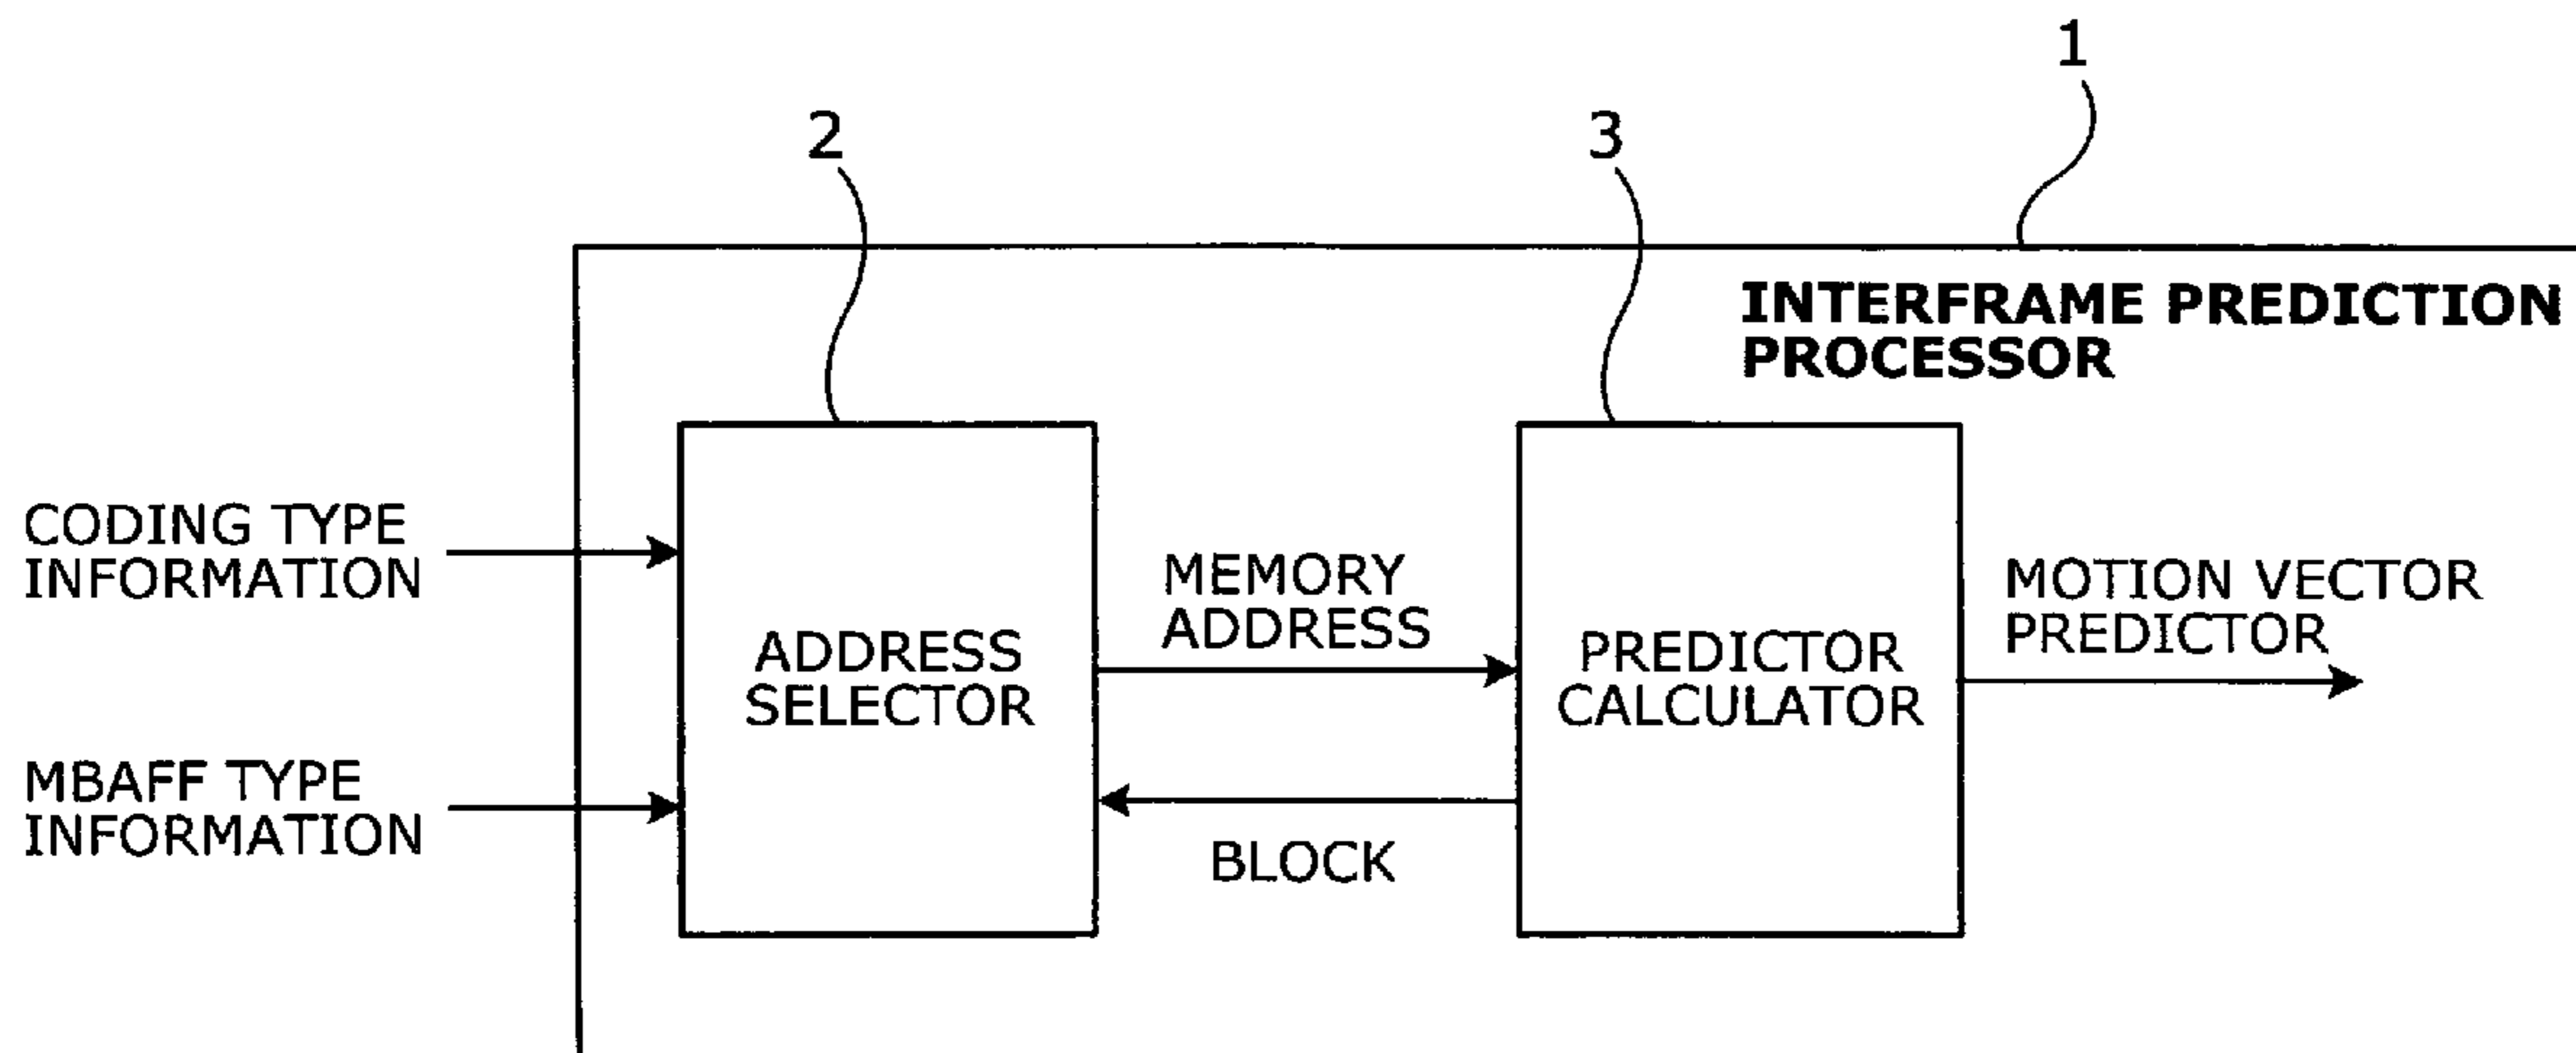 1
2
3
INTERFRAME PREDICTION
PROCESSOR
CODING TYPE
INFORMATION
MBAFF TYPE
INFORMATION
ADDRESS
SELECTOR
MEMORY
ADDRESS
BLOCK
PREDICTOR
CALCULATOR
MOTION VECTOR
PREDICTOR